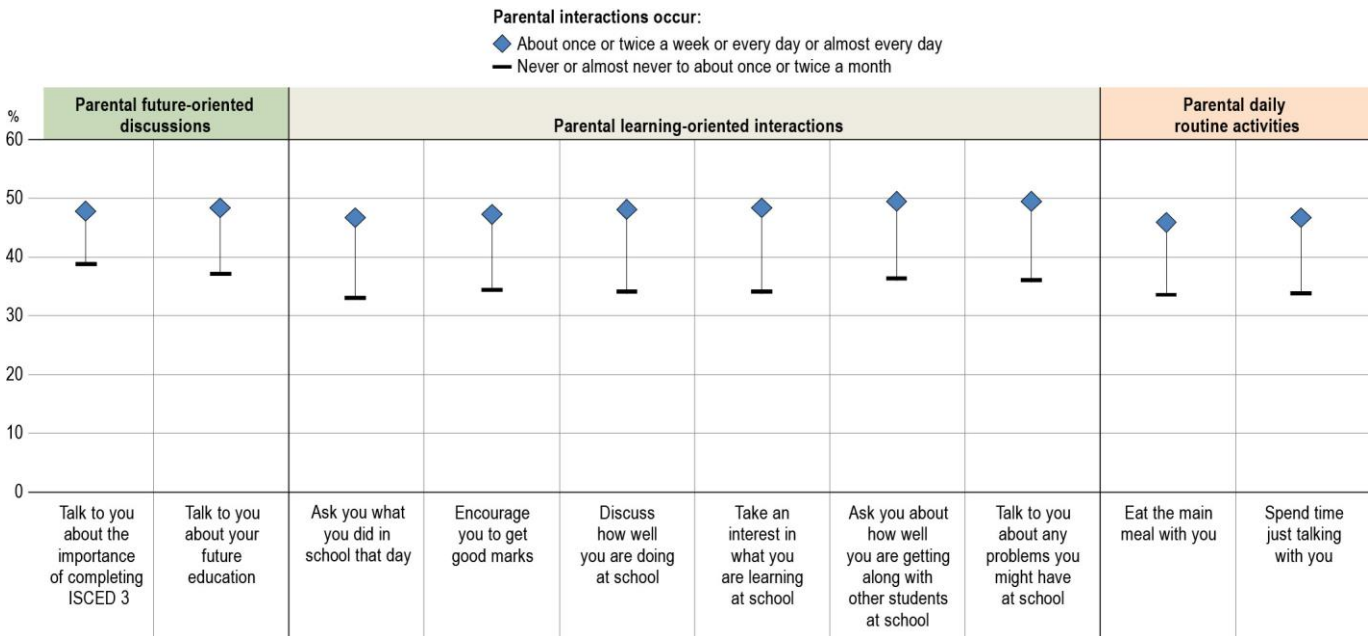 Parental interactions occur:
About once or twice a week or every day or almost every day
Never or almost never to about once or twice a month
Parental future-oriented
discussions
Parental learning-oriented interactions
Parental daily
routine activities
%
60
50
40
30
20
10
0
Talk to you
about the
importance
of completing
ISCED 3
Talk to you
about your
future
education
Ask you what
you did in
school that day
Encourage
you to get
good marks
Discuss
how well
you are doing
at school
Take an
interest in
what you
are learning
at school
Ask you about
how well
you are getting
along with
other students
at school
Talk to you
about any
problems you
might have
at school
Eat the main
meal with you
Spend time
just talking
with you